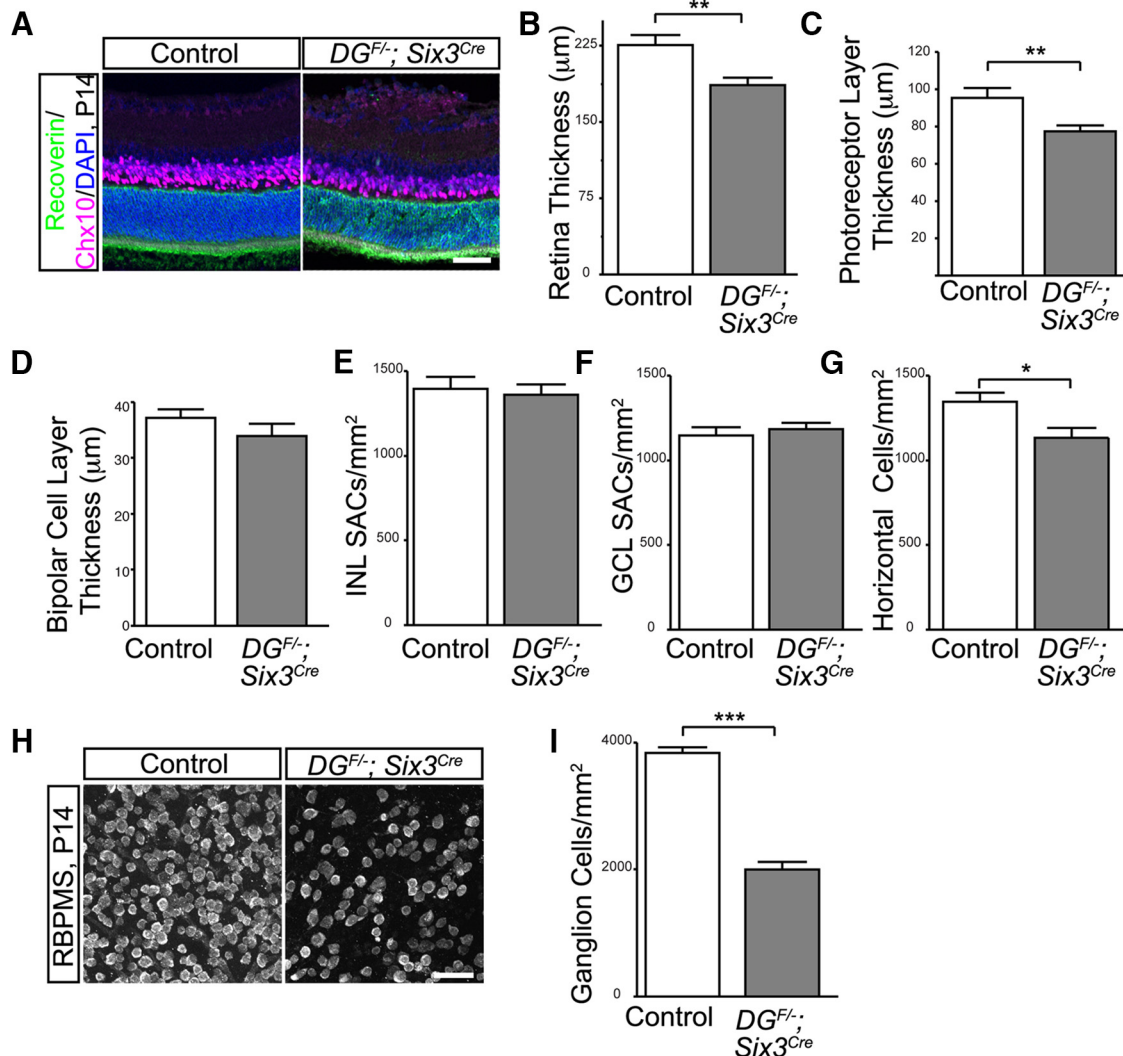 A
Control
DG^F/-; Six3^Cre
Recoverin/
Chx10/DAPI, P14
B
Retina Thickness (µm)
225
150
75
0
**
Control
DG^F/-;
Six3^Cre
C
Photoreceptor Layer
Thickness (µm)
120
100
80
60
40
20
**
Control
DG^F/-;
Six3^Cre
D
Bipolar Cell Layer
Thickness (µm)
40
30
20
10
0
Control
DG^F/-;
Six3^Cre
E
INL SACs/mm²
1500
1000
500
0
Control
DG^F/-;
Six3^Cre
F
GCL SACs/mm²
1500
1000
500
0
Control
DG^F/-;
Six3^Cre
G
Horizontal Cells/mm²
1500
1000
500
0
*
Control
DG^F/-;
Six3^Cre
H
Control
DG^F/-; Six3^Cre
RBPMS, P14
I
Ganglion Cells/mm²
4000
2000
0
***
Control
DG^F/-;
Six3^Cre